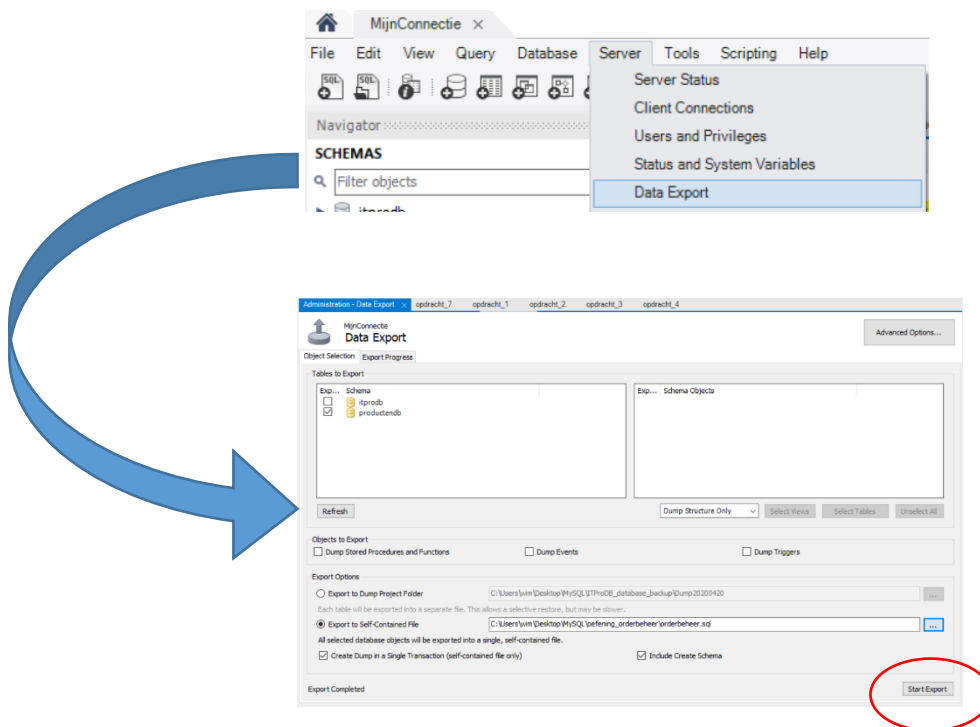 MijnConnectie ×
File Edit View Query Database Server Tools Scripting Help
Server Status
Client Connections
Navigator
Users and Privileges
SCHEMAS
Status and System Variables
Filter objects
Data Export
itprodb
Administration - Data Export × opdracht_7 opdracht_1 opdracht_2 opdracht_3 opdracht_4
MijnConnectie
Data Export
Advanced Options...
Object Selection Export Progress
Tables to Export
Exp... Schema
Exp... Schema Objects
itprodb
productendb
Refresh
Dump Structure Only
Select Views
Select Tables
Unselect All
Objects to Export
Dump Stored Procedures and Functions
Dump Events
Dump Triggers
Export Options
Export to Dump Project Folder
C:\Users\wim\Desktop\MySQL\ITProDB_database_backup\Dump20200420
...
Each table will be exported into a separate file. This allows a selective restore, but may be slower.
Export to Self-Contained File
C:\Users\wim\Desktop\MySQL\oefening_orderbeheer\orderbeheer.sql
...
All selected database objects will be exported into a single, self-contained file.
Create Dump in a Single Transaction (self-contained file only)
Include Create Schema
Export Completed
Start Export